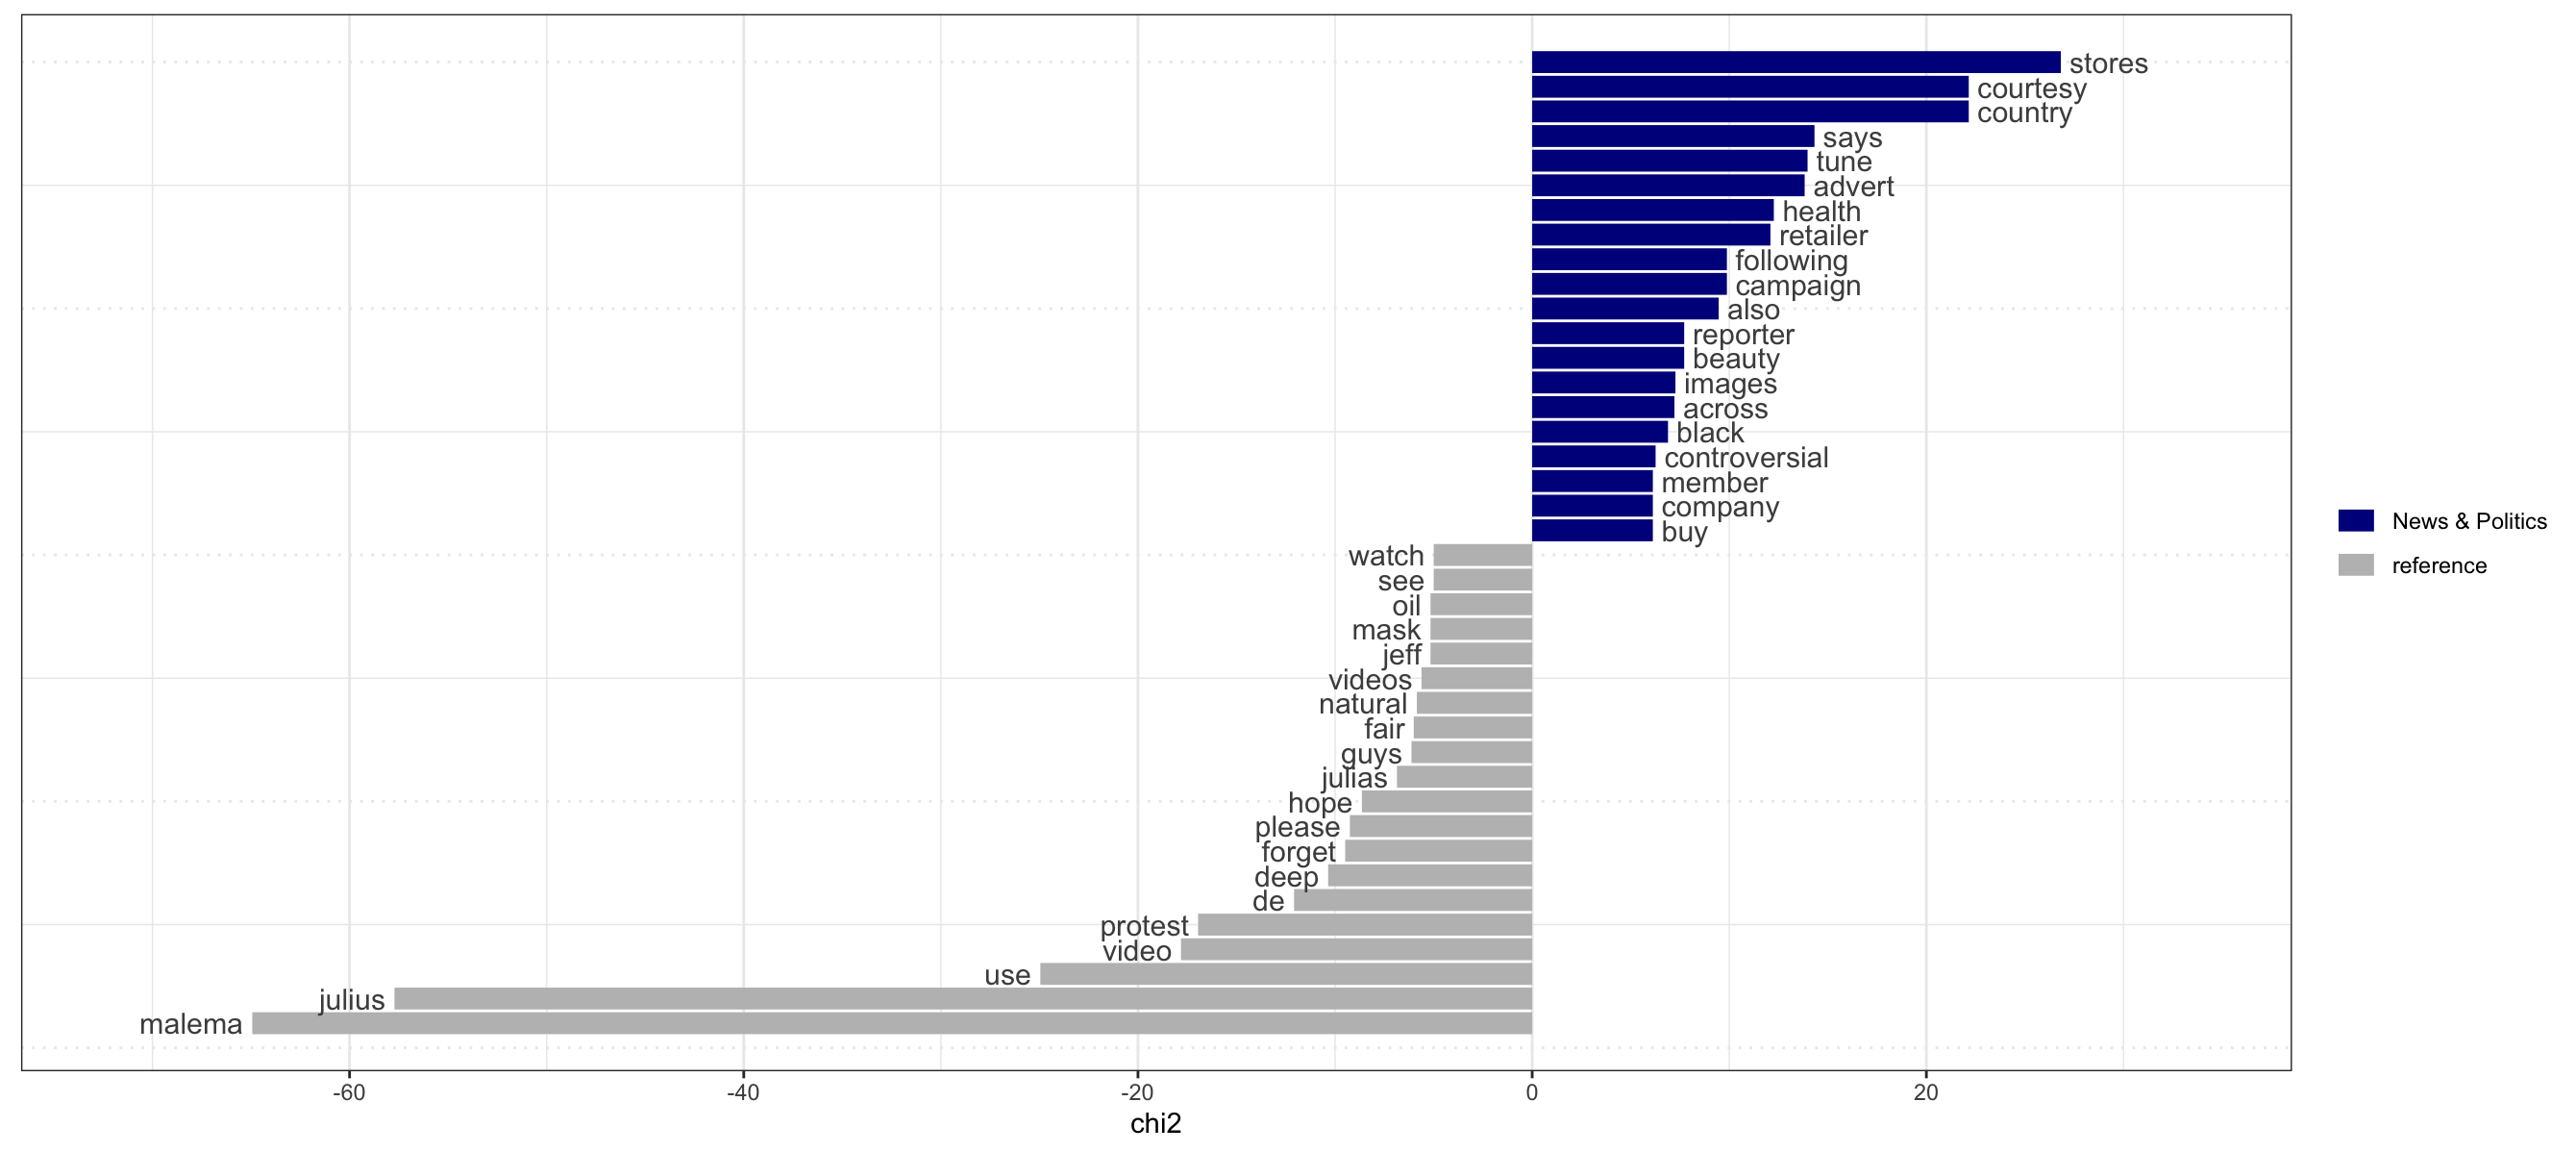 stores
courtesy
country
says
tune
advert
health
retailer
following
campaign
also
reporter
beauty
images
across
black
controversial
member
company
buy
watch
see
oil
mask
jeff
videos
natural
fair
guys
julias
hope
please
forget
deep
de
protest
video
use
julius
malema
-60 -40 -20 0 20
chi2
News & Politics
reference